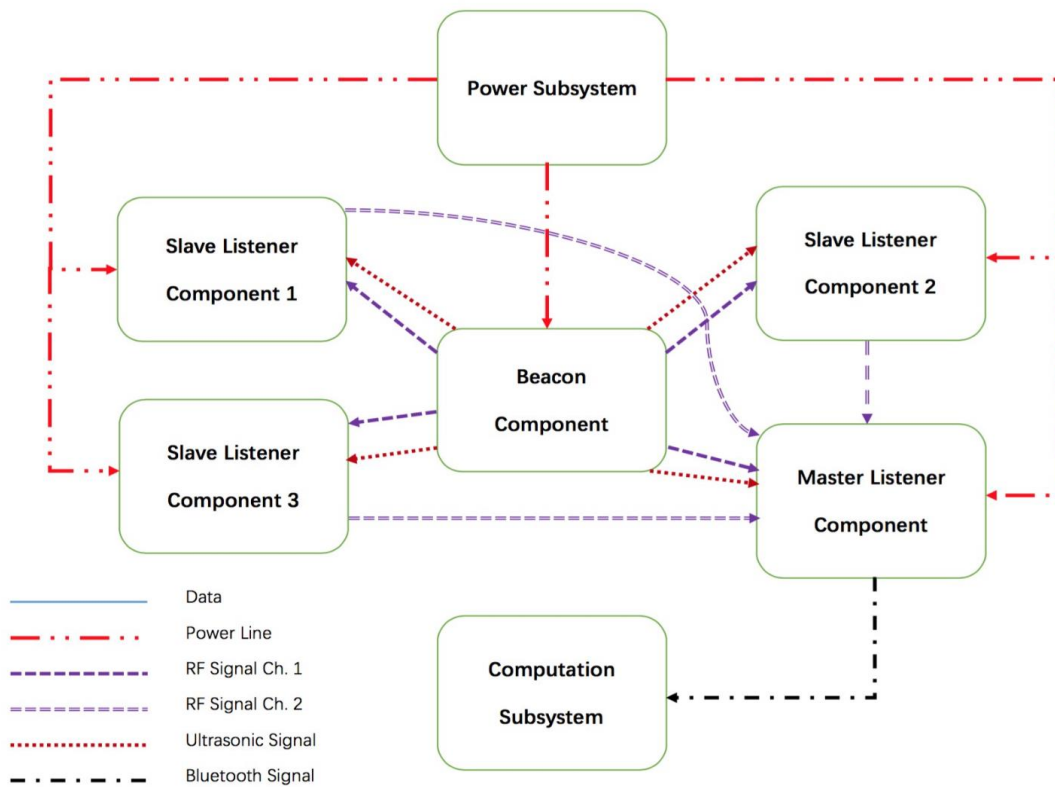 Power Subsystem
Slave Listener
Component 1
Slave Listener
Component 2
Beacon
Component
Slave Listener
Component 3
Master Listener
Component
Computation
Subsystem
Data
Power Line
RF Signal Ch. 1
RF Signal Ch. 2
Ultrasonic Signal
Bluetooth Signal